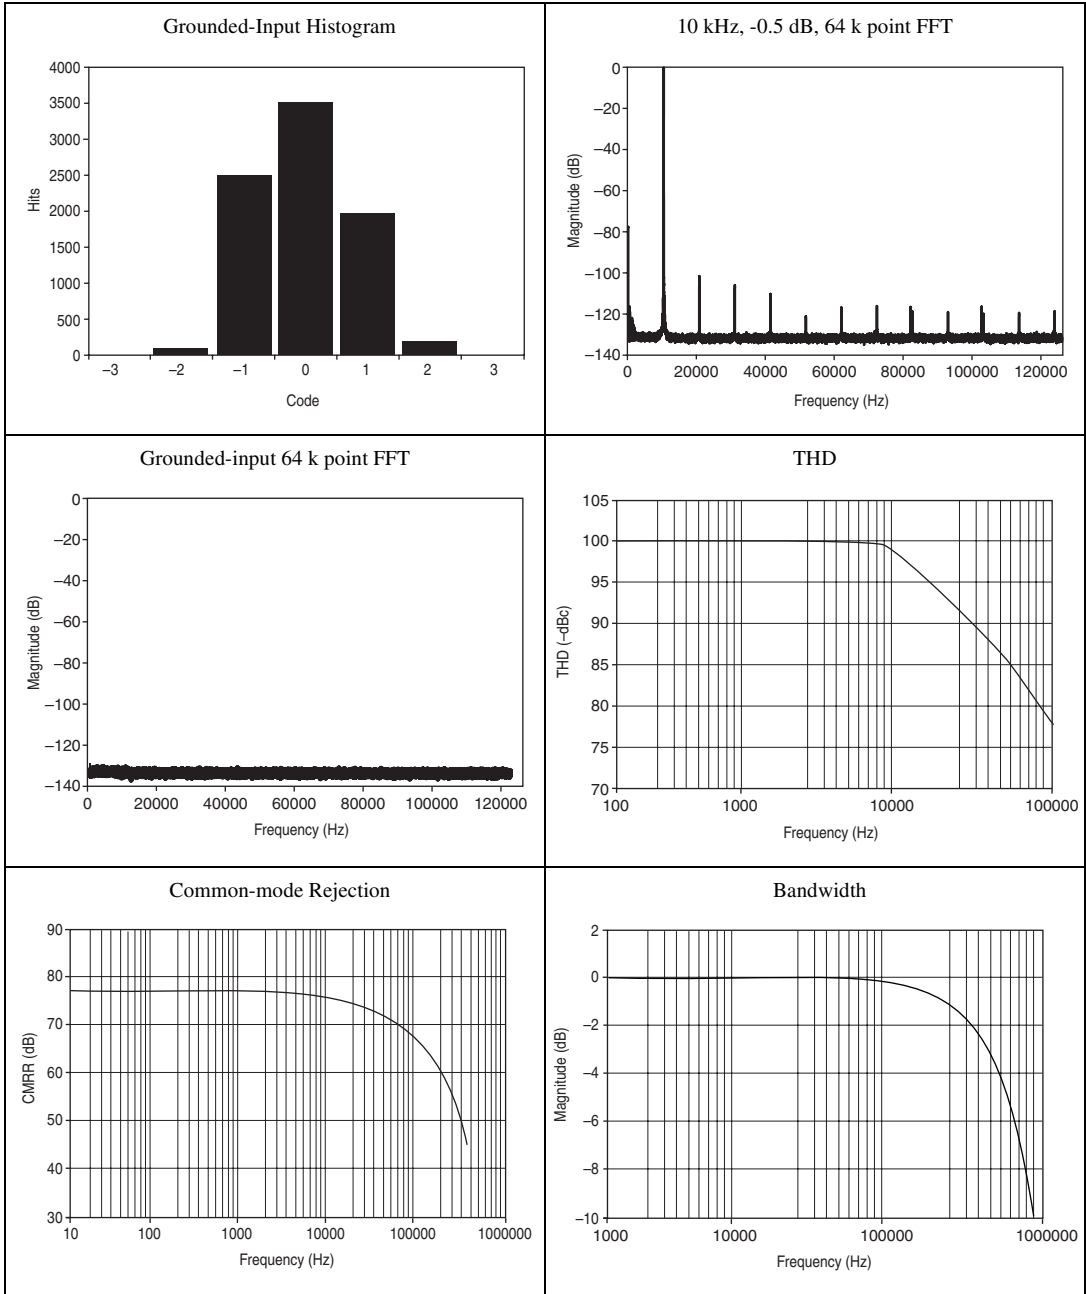 Grounded-Input Histogram
4000
3500
3000
2500
2000
1500
1000
500
0
Hits
–3 –2 –1 0 1 2 3
Code
10 kHz, -0.5 dB, 64 k point FFT
0
–20
–40
–60
–80
–100
–120
–140
Magnitude (dB)
0 20000 40000 60000 80000 100000 120000
Frequency (Hz)
Grounded-input 64 k point FFT
0
–20
–40
–60
–80
–100
–120
–140
Magnitude (dB)
0 20000 40000 60000 80000 100000 120000
Frequency (Hz)
THD
105
100
95
90
85
80
75
70
THD (–dBc)
100 1000 10000 100000
Frequency (Hz)
Common-mode Rejection
90
80
70
60
50
40
30
CMRR (dB)
10 100 1000 10000 100000 1000000
Frequency (Hz)
Bandwidth
2
0
–2
–4
–6
–8
–10
Magnitude (dB)
1000 10000 100000 1000000
Frequency (Hz)